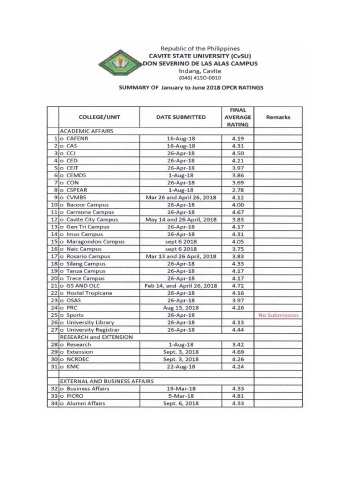 Republic of the Philippines
CAVITE STATE UNIVERSITY (CvSU)
DON SEVERINO DE LAS ALAS CAMPUS
Indang, Cavite
(046) 4150-0010
SUMMARY OF January to June 2018 OPCR RATINGS
COLLEGE/UNIT DATE SUBMITTED FINAL AVERAGE RATING Remarks
ACADEMIC AFFAIRS
1 o CAFENR 16-Aug-18 4.19
2 o CAS 16-Aug-18 4.31
3 o CCJ 26-Apr-18 4.50
4 o CED 26-Apr-18 4.21
5 o CEIT 26-Apr-18 3.97
6 o CEMDS 1-Aug-18 3.86
7 o CON 26-Apr-18 3.69
8 o CSPEAR 1-Aug-18 2.78
9 o CVMBS Mar 26 and April 26, 2018 4.12
10 o Bacoor Campus 26-Apr-18 4.00
11 o Carmona Campus 26-Apr-18 4.67
12 o Cavite City Campus May 14 and 26 April, 2018 3.83
13 o Gen Tri Campus 26-Apr-18 4.17
14 o Imus Campus 26-Apr-18 4.31
15 o Maragondon Campus sept 6 2018 4.05
16 o Naic Campus sept 6 2018 3.75
17 o Rosario Campus Mar 13 and 26 April, 2018 3.83
18 o Silang Campus 26-Apr-18 4.33
19 o Tanza Campus 26-Apr-18 4.17
20 o Trece Campus 26-Apr-18 4.17
21 o GS AND OLC Feb 14, and April 26, 2018 4.72
22 o Hostel Tropicana 26-Apr-18 4.16
23 o OSAS 26-Apr-18 3.97
24 o PRC Aug 15, 2018 4.26
25 o Sports 26-Apr-18 No Submission
26 o University Library 26-Apr-18 4.13
27 o University Registrar 26-Apr-18 4.44
RESEARCH and EXTENSION
28 o Research 1-Aug-18 3.42
29 o Extension Sept. 3, 2018 4.69
30 o NCRDEC Sept. 3, 2018 4.26
31 o KMC 22-Aug-18 4.24
EXTERNAL AND BUSINESS AFFAIRS
32 o Business Affairs 19-Mar-18 4.33
33 o PICRO 5-Mar-18 4.81
34 o Alumni Affairs Sept. 6, 2018 4.33